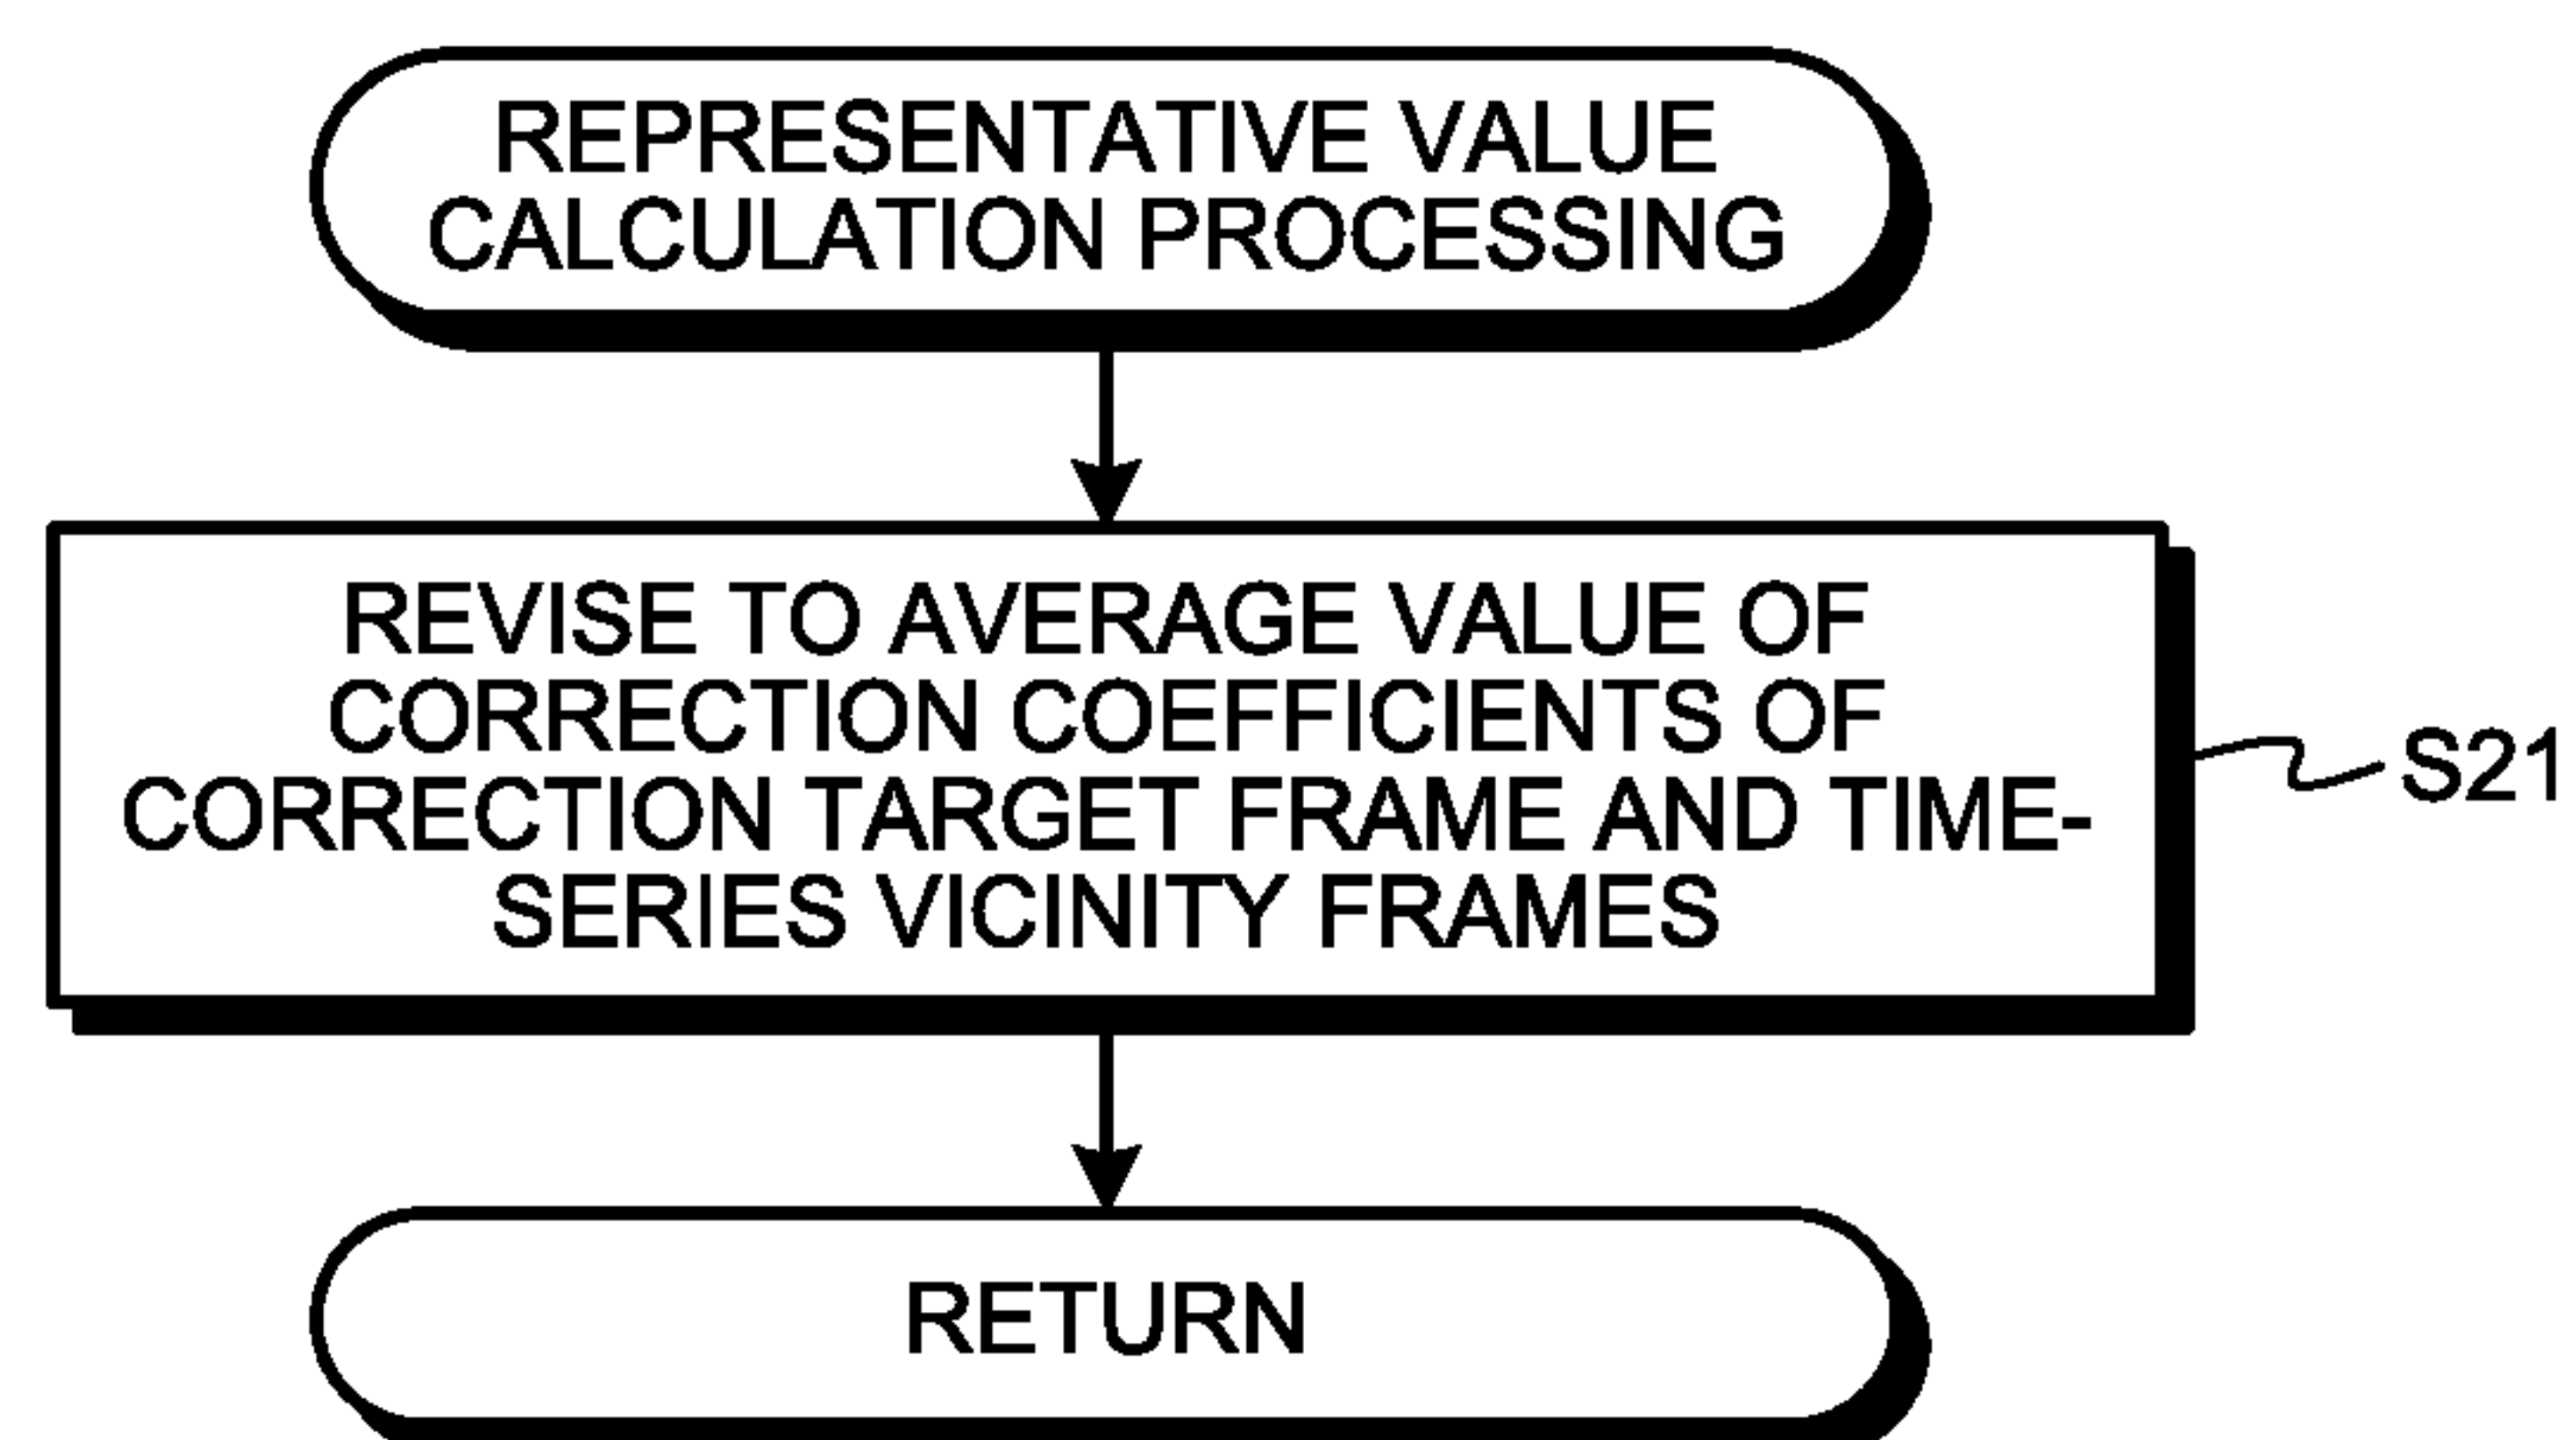 REPRESENTATIVE VALUE
CALCULATION PROCESSING
REVISE TO AVERAGE VALUE OF
CORRECTION COEFFICIENTS OF
CORRECTION TARGET FRAME AND TIME-
SERIES VICINITY FRAMES
S21
RETURN